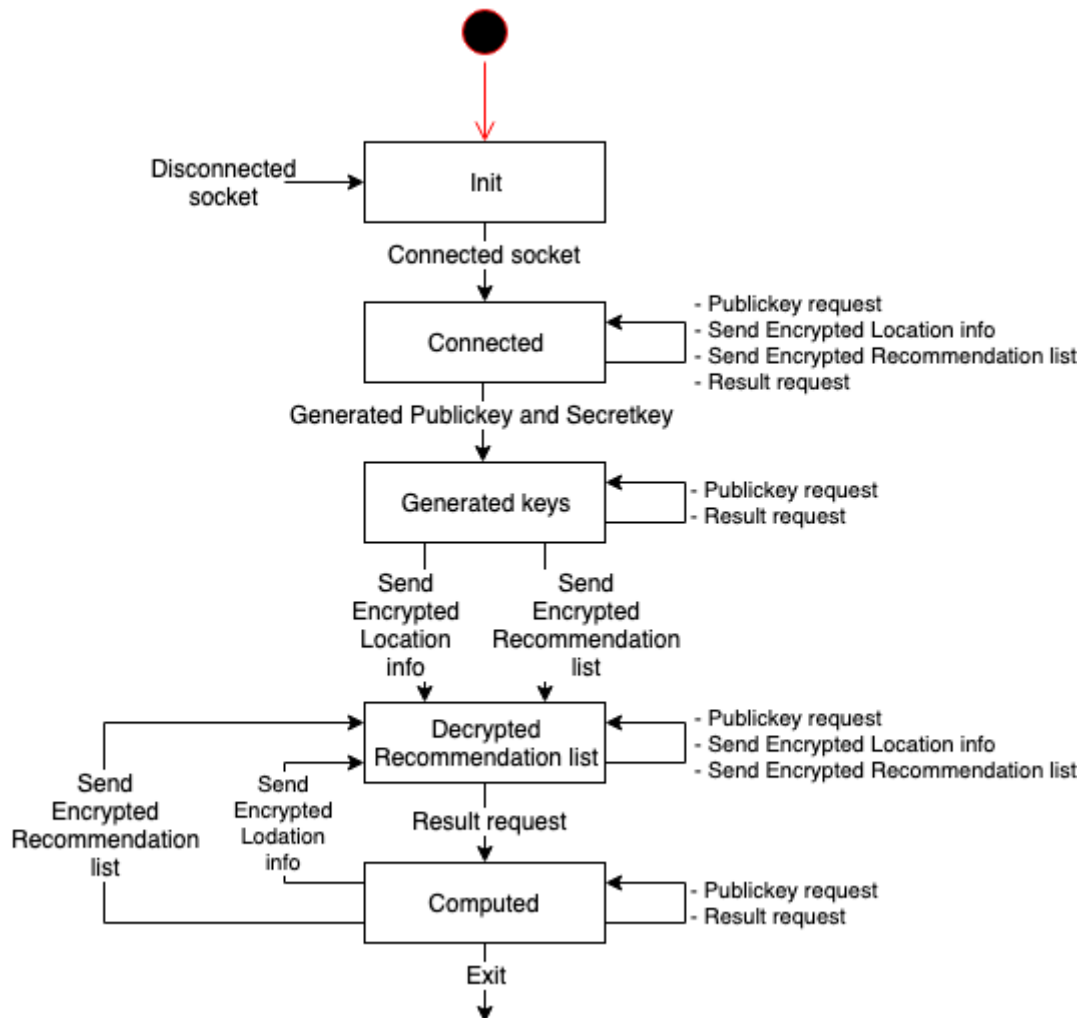 Disconnected
socket
Init
Connected socket
Connected
- Publickey request
- Send Encrypted Location info
- Send Encrypted Recommendation list
- Result request
Generated Publickey and Secretkey
Generated keys
- Publickey request
- Result request
Send
Encrypted
Location
info
Send
Encrypted
Recommendation
list
Decrypted
Recommendation list
- Publickey request
- Send Encrypted Location info
- Send Encrypted Recommendation list
Send
Encrypted
Recommendation
list
Send
Encrypted
Lodation
info
Result request
Computed
- Publickey request
- Result request
Exit